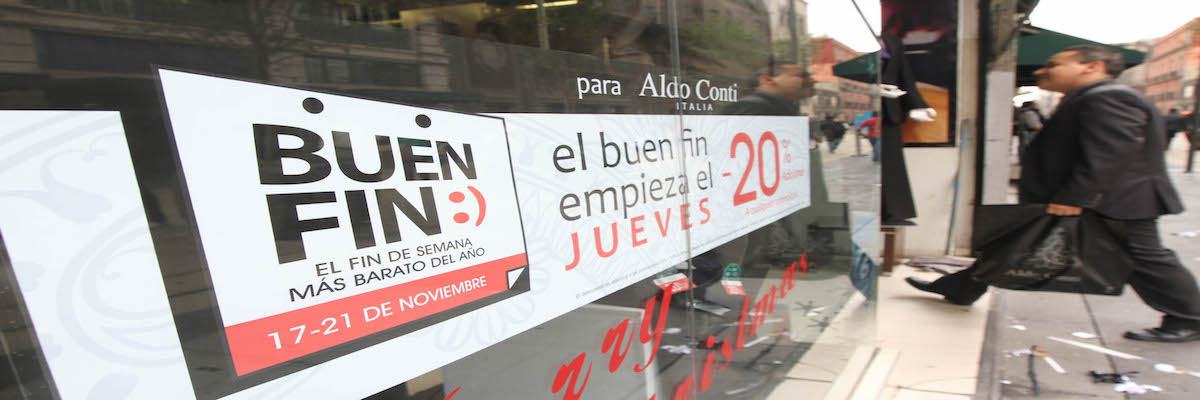 BUEN
FIN:)
EL FIN DE SEMANA
MÁS BARATO DEL AÑO
17-21 DE NOVIEMBRE
para Aldo Conti
ITALIA
el buen fin
empieza el
JUEVES
-20%